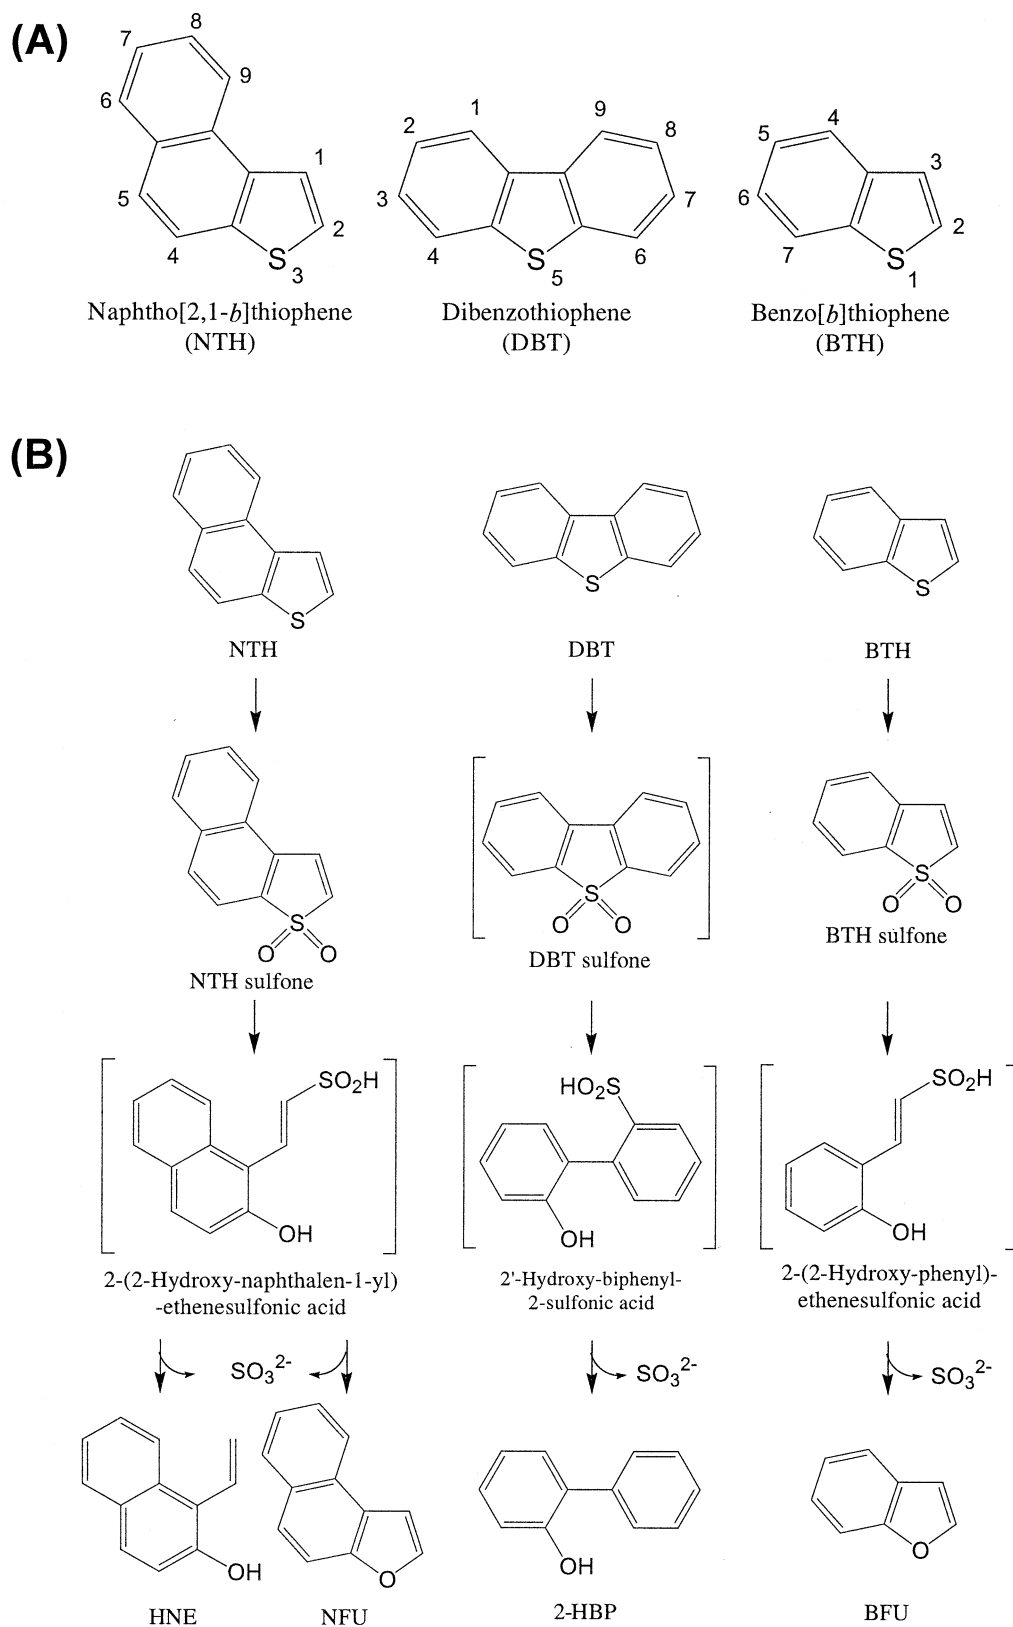 (A)
8
7
9
6
5
4
1
2
S
3
1
2
3
4
9
8
7
6
S
5
4
5
6
7
3
2
S
1
Naphtho[2,1-b]thiophene
(NTH)
Dibenzothiophene
(DBT)
Benzo[b]thiophene
(BTH)
(B)
S
S
S
NTH
DBT
BTH
S
O O
NTH sulfone
S
O O
DBT sulfone
S
O O
BTH sulfone
SO2H
OH
2-(2-Hydroxy-naphthalen-1-yl)
-ethenesulfonic acid
HO2S
OH
2'-Hydroxy-biphenyl-
2-sulfonic acid
SO2H
OH
2-(2-Hydroxy-phenyl)-
ethenesulfonic acid
SO3 2-
SO3 2-
SO3 2-
OH
O
OH
O
HNE
NFU
2-HBP
BFU